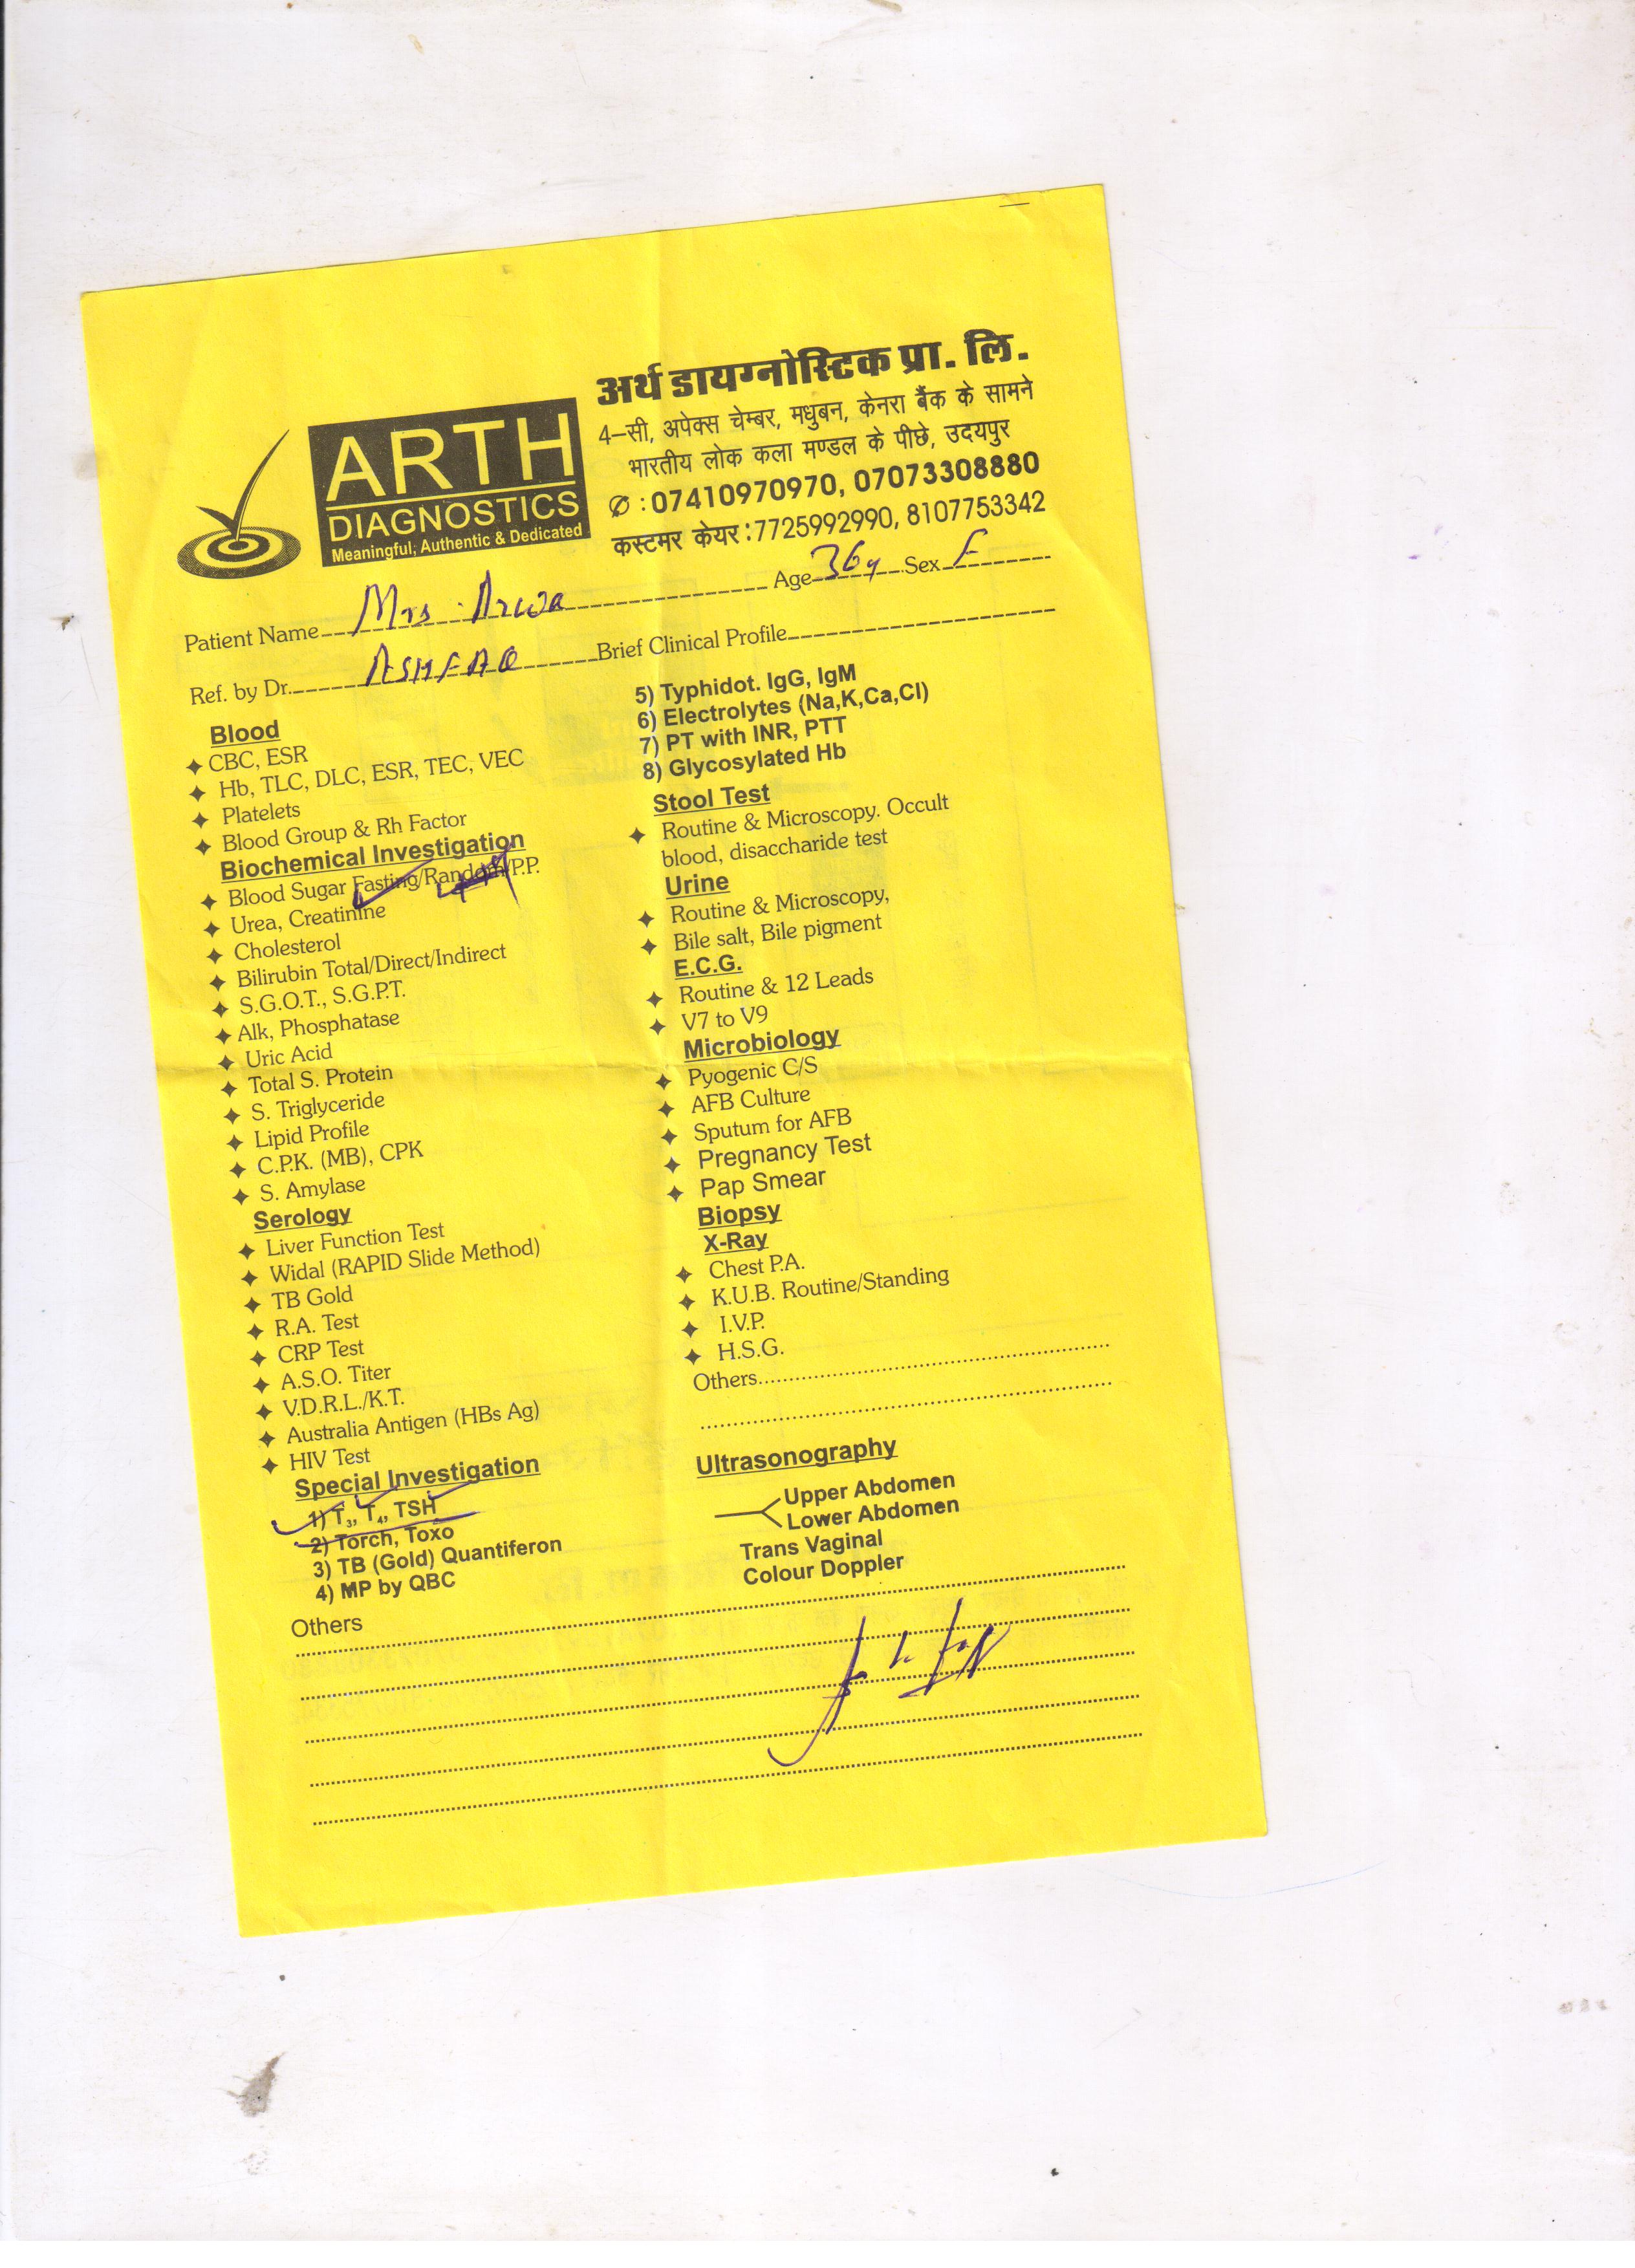 अर्थ डायग्नोस्टिक प्रा. लि.
4–सी, अपेक्स चेम्बर, मधुबन, केनरा बैंक के सामने
भारतीय लोक कला मण्डल के पीछे, उदयपुर
: 07410970970, 07073308880
कस्टमर केयर : 7725992990, 8107753342
ARTH
DIAGNOSTICS
Meaningful, Authentic & Dedicated
Patient Name Mrs. Arwa Age 36y Sex F
Ref. by Dr. ASHFAQ Brief Clinical Profile
Blood
CBC, ESR
Hb, TLC, DLC, ESR, TEC, VEC
Platelets
Blood Group & Rh Factor
Biochemical Investigation
Blood Sugar Fasting/Random/P.P.
Urea, Creatinine
Cholesterol
Bilirubin Total/Direct/Indirect
S.G.O.T., S.G.P.T.
Alk, Phosphatase
Uric Acid
Total S. Protein
S. Triglyceride
Lipid Profile
C.P.K. (MB), CPK
S. Amylase
Serology
Liver Function Test
Widal (RAPID Slide Method)
TB Gold
R.A. Test
CRP Test
A.S.O. Titer
V.D.R.L./K.T.
Australia Antigen (HBs Ag)
HIV Test
Special Investigation
1) T₃, T₄, TSH
2) Torch, Toxo
3) TB (Gold) Quantiferon
4) MP by QBC
5) Typhidot. IgG, IgM
6) Electrolytes (Na,K,Ca,Cl)
7) PT with INR, PTT
8) Glycosylated Hb
Stool Test
Routine & Microscopy. Occult
blood, disaccharide test
Urine
Routine & Microscopy,
Bile salt, Bile pigment
E.C.G.
Routine & 12 Leads
V7 to V9
Microbiology
Pyogenic C/S
AFB Culture
Sputum for AFB
Pregnancy Test
Pap Smear
Biopsy
X-Ray
Chest P.A.
K.U.B. Routine/Standing
I.V.P.
H.S.G.
Others
Ultrasonography
Upper Abdomen
Lower Abdomen
Trans Vaginal
Colour Doppler
Others